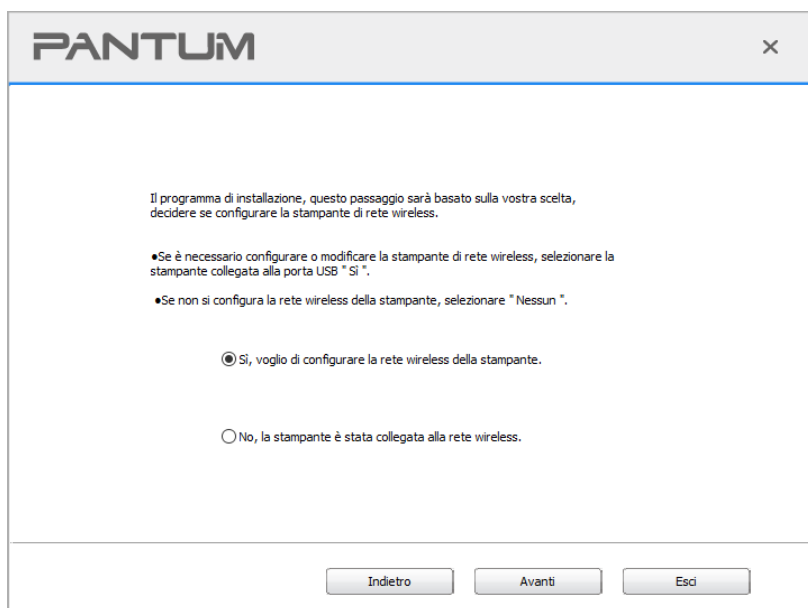 PANTUM
Il programma di installazione, questo passaggio sarà basato sulla vostra scelta,
decidere se configurare la stampante di rete wireless.
●Se è necessario configurare o modificare la stampante di rete wireless, selezionare la
stampante collegata alla porta USB " Sì ".
●Se non si configura la rete wireless della stampante, selezionare " Nessun ".
Sì, voglio di configurare la rete wireless della stampante.
No, la stampante è stata collegata alla rete wireless.
Indietro
Avanti
Esci